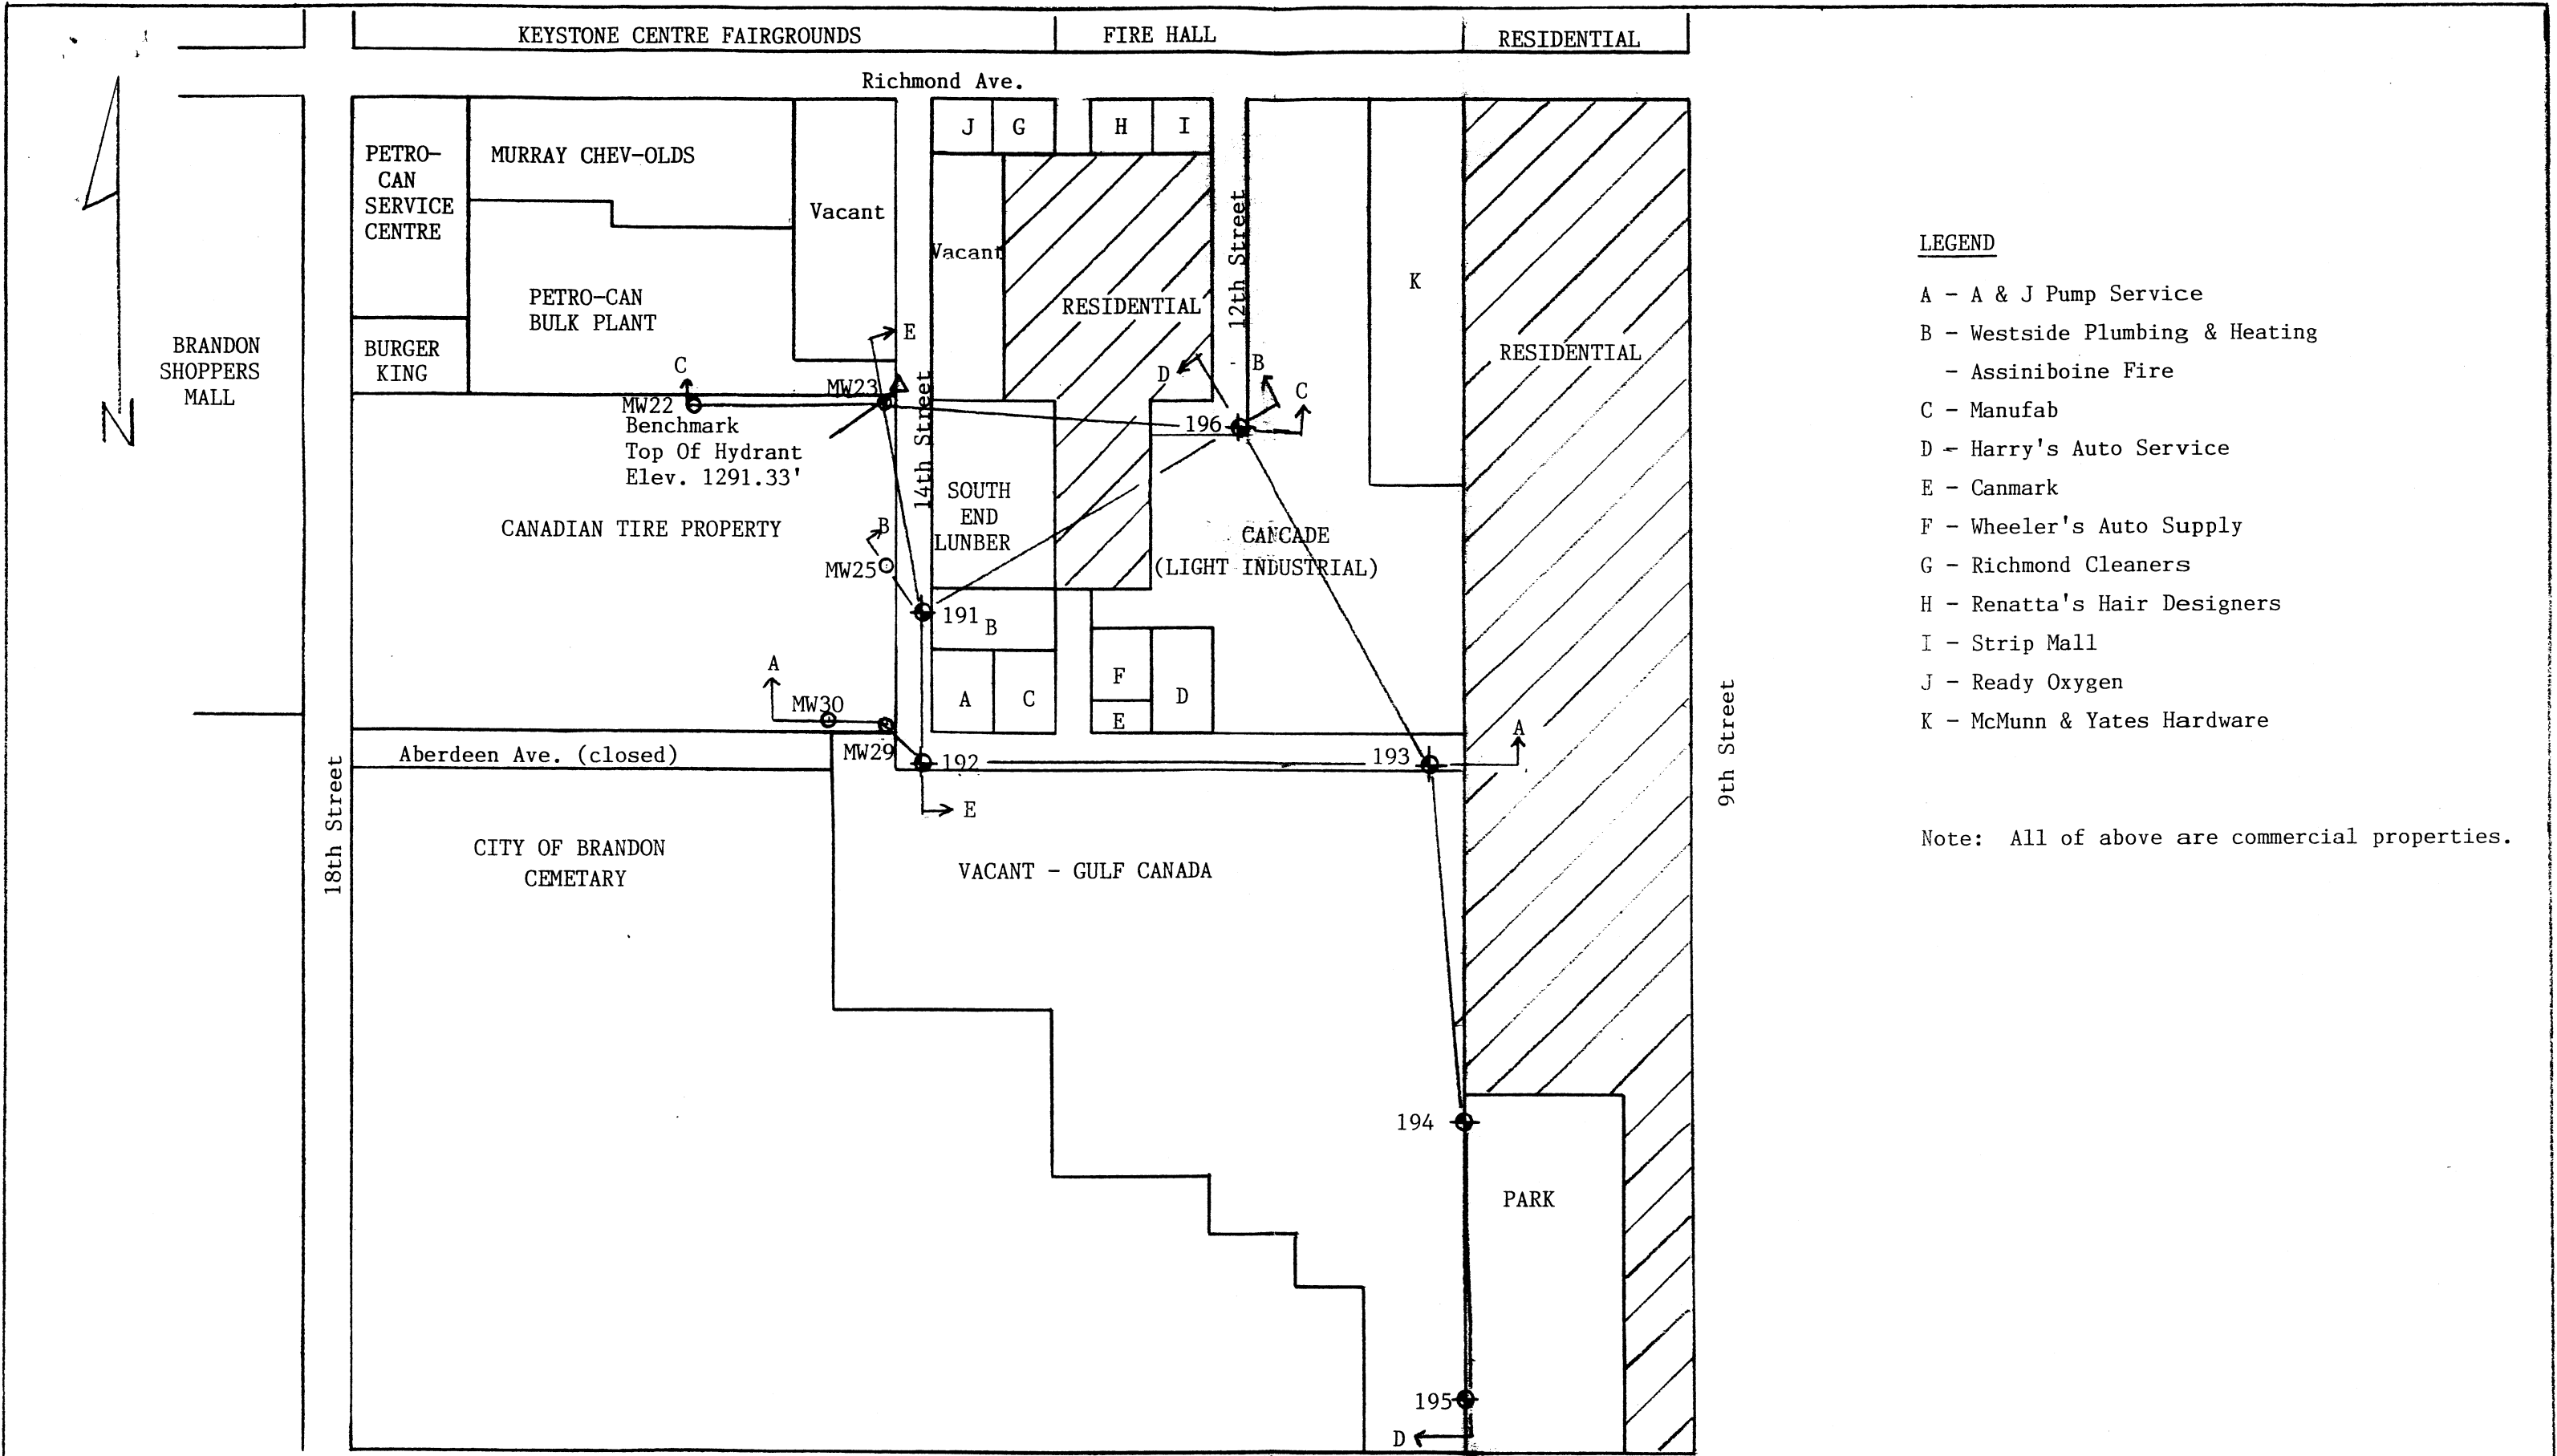 KEYSTONE CENTRE FAIRGROUNDS
FIRE HALL
RESIDENTIAL
Richmond Ave.
J
G
H
I
PETRO-
CAN
SERVICE
CENTRE
MURRAY CHEV-OLDS
Vacant
Vacant
12th Street
K
RESIDENTIAL
PETRO-CAN
BULK PLANT
RESIDENTIAL
BRANDON
SHOPPERS
MALL
BURGER
KING
E
C
D
B
C
N
MW23
MW22
Benchmark
Top Of Hydrant
Elev. 1291.33'
14th Street
196
CANADIAN TIRE PROPERTY
SOUTH
END
LUNBER
B
MW25
CANCADE
(LIGHT INDUSTRIAL)
191
B
A
MW30
A
C
F
E
D
A
9th Street
Aberdeen Ave. (closed)
MW29
192
193
E
18th Street
CITY OF BRANDON
CEMETARY
VACANT - GULF CANADA
194
PARK
195
D
LEGEND
A - A & J Pump Service
B - Westside Plumbing & Heating
- Assiniboine Fire
C - Manufab
D - Harry's Auto Service
E - Canmark
F - Wheeler's Auto Supply
G - Richmond Cleaners
H - Renatta's Hair Designers
I - Strip Mall
J - Ready Oxygen
K - McMunn & Yates Hardware
Note: All of above are commercial properties.